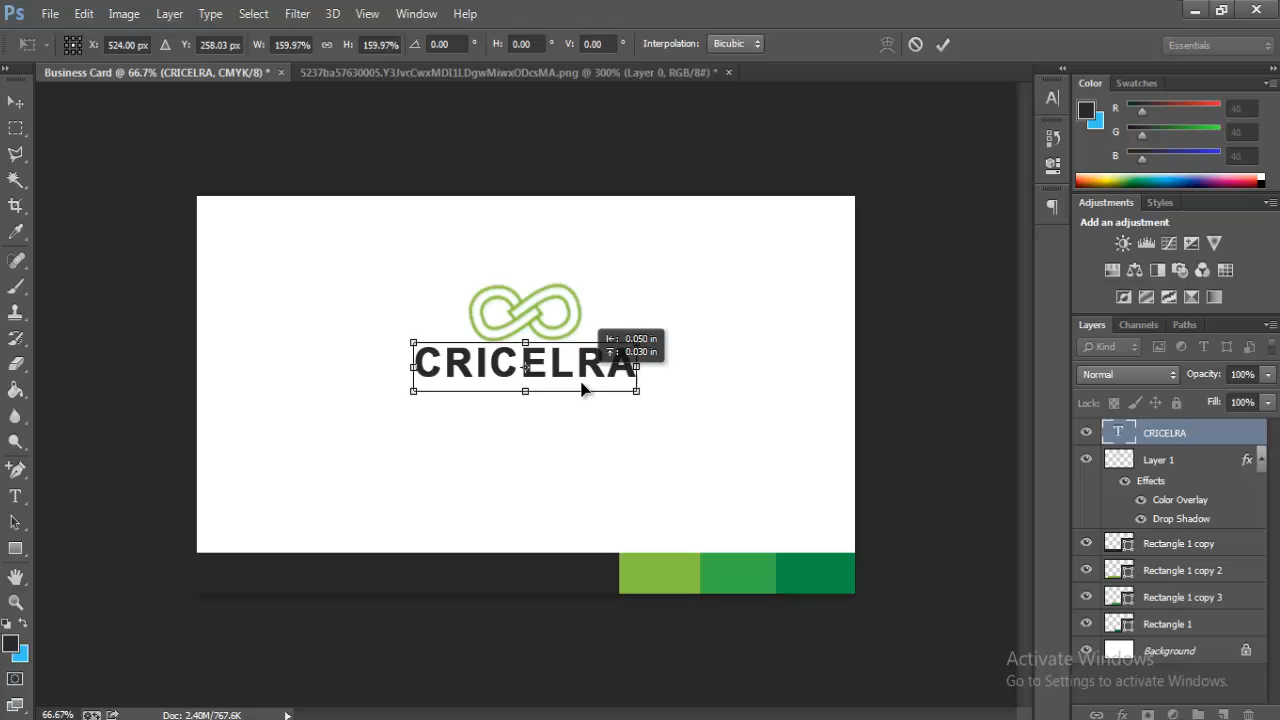 Ps File Edit Image Layer Type Select Filter 3D View Window Help
X: 524.00 px Y: 258.03 px W: 159.97% H: 159.97% 0.00 ° H: 0.00 ° V: 0.00 ° Interpolation: Bicubic Essentials
Business Card @ 66.7% (CRICELRA, CMYK/8) * × 5237ba57630005.Y3JvcCwxMDI1LDgwMiwxODcsMA.png @ 300% (Layer 0, RGB/8#) * ×
Color Swatches
R 40
G 40
B 40
Adjustments Styles
Add an adjustment
Layers Channels Paths
Kind
Normal Opacity: 100%
Lock: Fill: 100%
T CRICELRA
Layer 1 fx
Effects
Color Overlay
Drop Shadow
Rectangle 1 copy
Rectangle 1 copy 2
Rectangle 1 copy 3
Rectangle 1
Background
0.050 in
0.030 in
CRICELRA
Activate Windows
Go to Settings to activate Windows.
66.67% Doc: 2.40M/767.6K